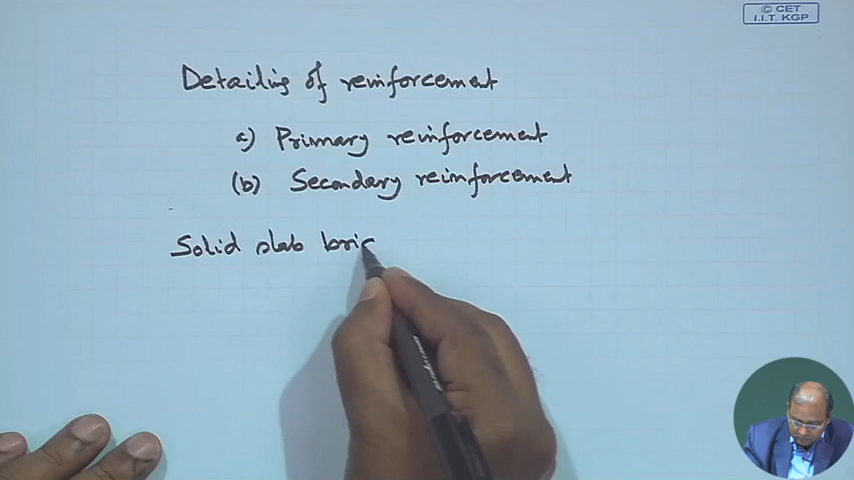 © CET
I.I.T. KGP
Detailing of reinforcement
a) Primary reinforcement
(b) Secondary reinforcement
Solid slab bric